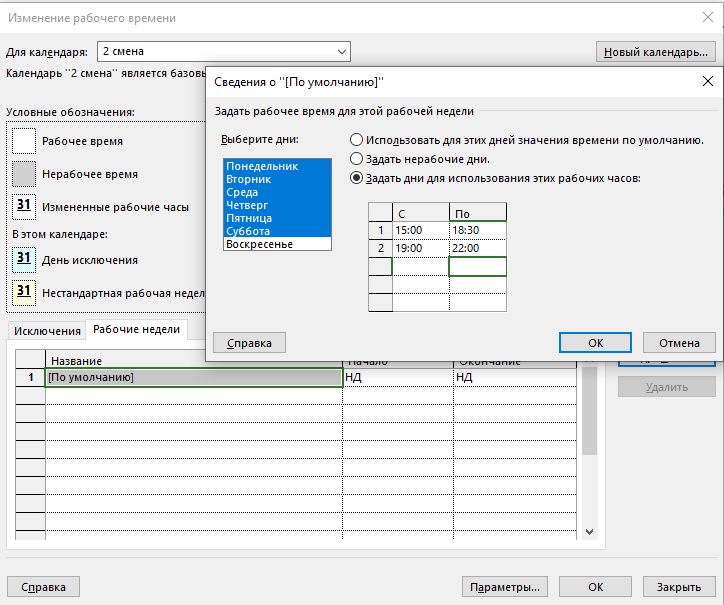 Изменение рабочего времени
Для календаря: 2 смена
Новый календарь...
Календарь "2 смена" является
Условные обозначения:
Рабочее время
Нерабочее время
31 Измененные рабочие часы
В этом календаре:
31 День исключения
31 Нестандартная рабочая
Сведения о "[По умолчанию]"
Задать рабочее время для этой рабочей недели
Выберите дни:
Понедельник
Вторник
Среда
Четверг
Пятница
Суббота
Воскресенье
Использовать для этих дней значения времени по умолчанию.
Задать нерабочие дни.
Задать дни для использования этих рабочих часов:
С По
1 15:00 18:30
2 19:00 22:00
Справка ОК Отмена
Исключения Рабочие недели
Название Начало Окончание
1 [По умолчанию] НД НД
Удалить
Справка Параметры... ОК Закрыть